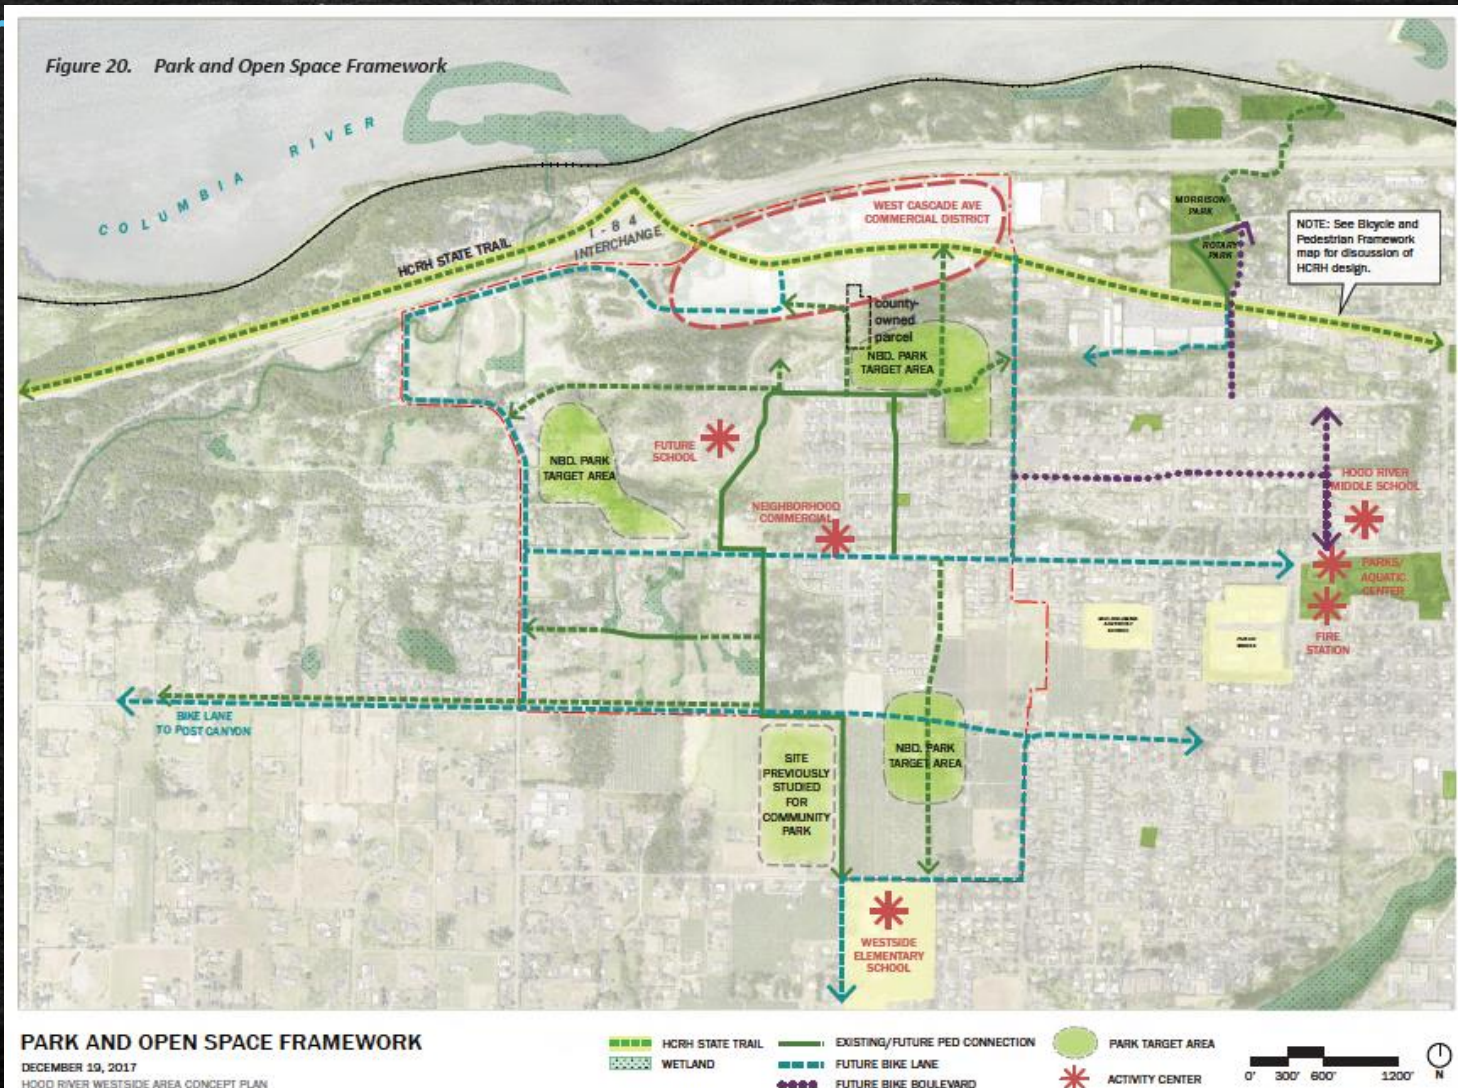 Figure 20. Park and Open Space Framework
COLUMBIA RIVER
HCRH STATE TRAIL
I - 8 4
INTERCHANGE
WEST CASCADE AVE
COMMERCIAL DISTRICT
MORRISON
PARK
ROTARY
PARK
NOTE: See Bicycle and
Pedestrian Framework
map for discussion of
HCRH design.
county-
owned
parcel
NBD. PARK
TARGET AREA
FUTURE
SCHOOL
NBD. PARK
TARGET AREA
NEIGHBORHOOD
COMMERCIAL
HOOD RIVER
MIDDLE SCHOOL
PARKS/
AQUATIC
CENTER
FIRE
STATION
BIKE LANE
TO POST CANYON
SITE
PREVIOUSLY
STUDIED
FOR
COMMUNITY
PARK
NBD. PARK
TARGET AREA
WESTSIDE
ELEMENTARY
SCHOOL
PARK AND OPEN SPACE FRAMEWORK
DECEMBER 19, 2017
HOOD RIVER WESTSIDE AREA CONCEPT PLAN
HCRH STATE TRAIL
WETLAND
EXISTING/FUTURE PED CONNECTION
FUTURE BIKE LANE
FUTURE BIKE BOULEVARD
PARK TARGET AREA
ACTIVITY CENTER
0' 300' 600' 1200'
N